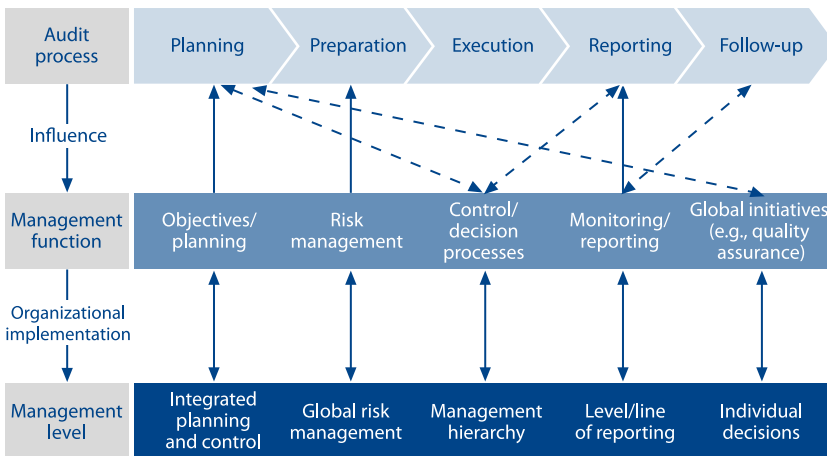 Audit
process
Planning
Preparation
Execution
Reporting
Follow-up
Influence
Management
function
Objectives/
planning
Risk
management
Control/
decision
processes
Monitoring/
reporting
Global initiatives
(e.g., quality
assurance)
Organizational
implementation
Management
level
Integrated
planning
and control
Global risk
management
Management
hierarchy
Level/line
of reporting
Individual
decisions